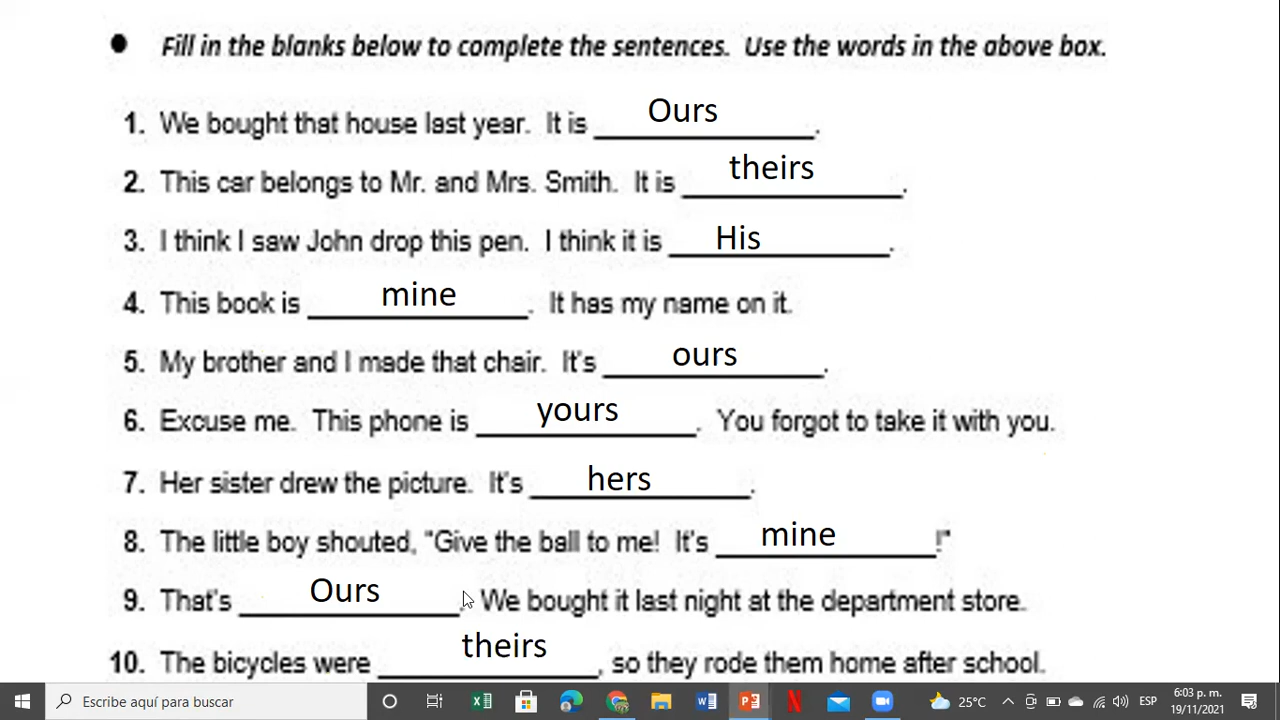 Fill in the blanks below to complete the sentences. Use the words in the above box.
1. We bought that house last year. It is Ours.
2. This car belongs to Mr. and Mrs. Smith. It is theirs.
3. I think I saw John drop this pen. I think it is His.
4. This book is mine. It has my name on it.
5. My brother and I made that chair. It's ours.
6. Excuse me. This phone is yours. You forgot to take it with you.
7. Her sister drew the picture. It's hers.
8. The little boy shouted, "Give the ball to me! It's mine!"
9. That's Ours. We bought it last night at the department store.
10. The bicycles were theirs, so they rode them home after school.
Escribe aquí para buscar
25°C
ESP
6:03 p. m.
19/11/2021